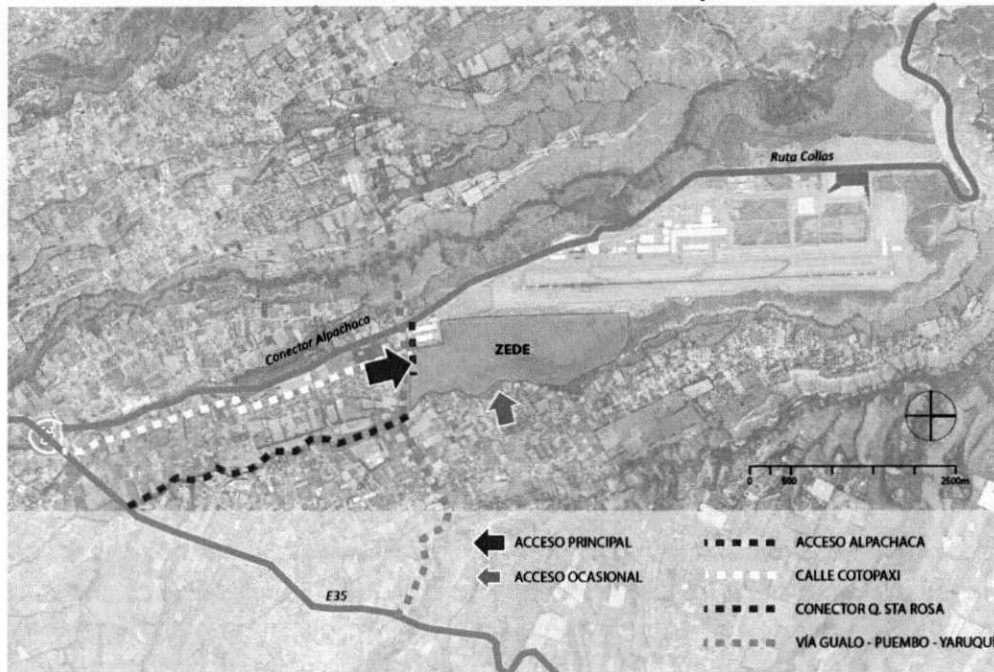 Ruta Collas
Conector Alpachaca
ZEDE
0 500 2500m
ACCESO PRINCIPAL
ACCESO OCASIONAL
ACCESO ALPACHACA
CALLE COTOPAXI
CONECTOR Q. STA ROSA
VÍA GUALO - PUEMBO - YARUQUÍ
E35